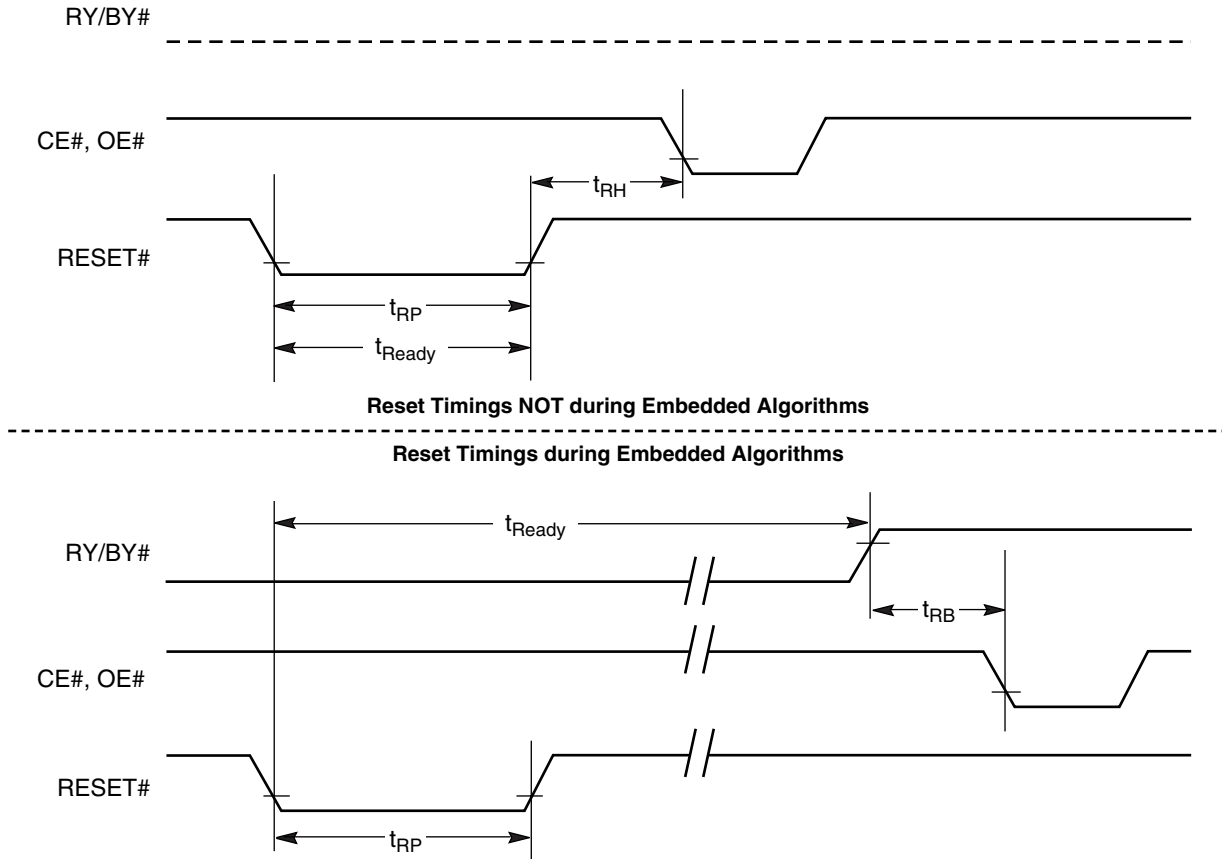 RY/BY#
CE#, OE#
tRH
RESET#
tRP
tReady
Reset Timings NOT during Embedded Algorithms
Reset Timings during Embedded Algorithms
tReady
RY/BY#
tRB
CE#, OE#
RESET#
tRP